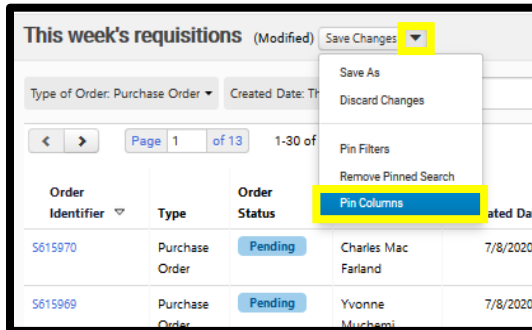 This week's requisitions (Modified) Save Changes
Save As
Type of Order: Purchase Order Created Date: Th
Discard Changes
Page 1 of 13 1-30 of
Pin Filters
Remove Pinned Search
Pin Columns
Order Identifier Type Order Status ated Da
S615970 Purchase Order Pending Charles Mac Farland 7/8/2020
S615969 Purchase Order Pending Yvonne Muchemi 7/8/2020